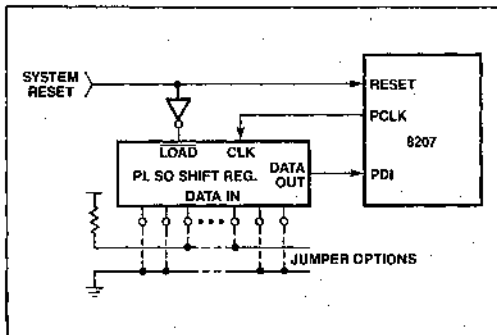 SYSTEM
RESET
RESET
PCLK
8207
PDI
LOAD CLK
DATA
OUT
PL SO SHIFT REG.
DATA IN
JUMPER OPTIONS